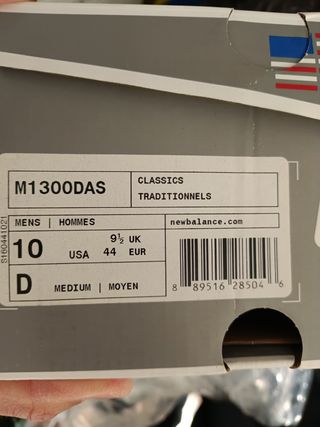 M1300DAS
CLASSICS
TRADITIONNELS
MENS | HOMMES
newbalance.com
10 USA
9½ UK
44 EUR
D MEDIUM | MOYEN
8 89516 28504 6
S160441021